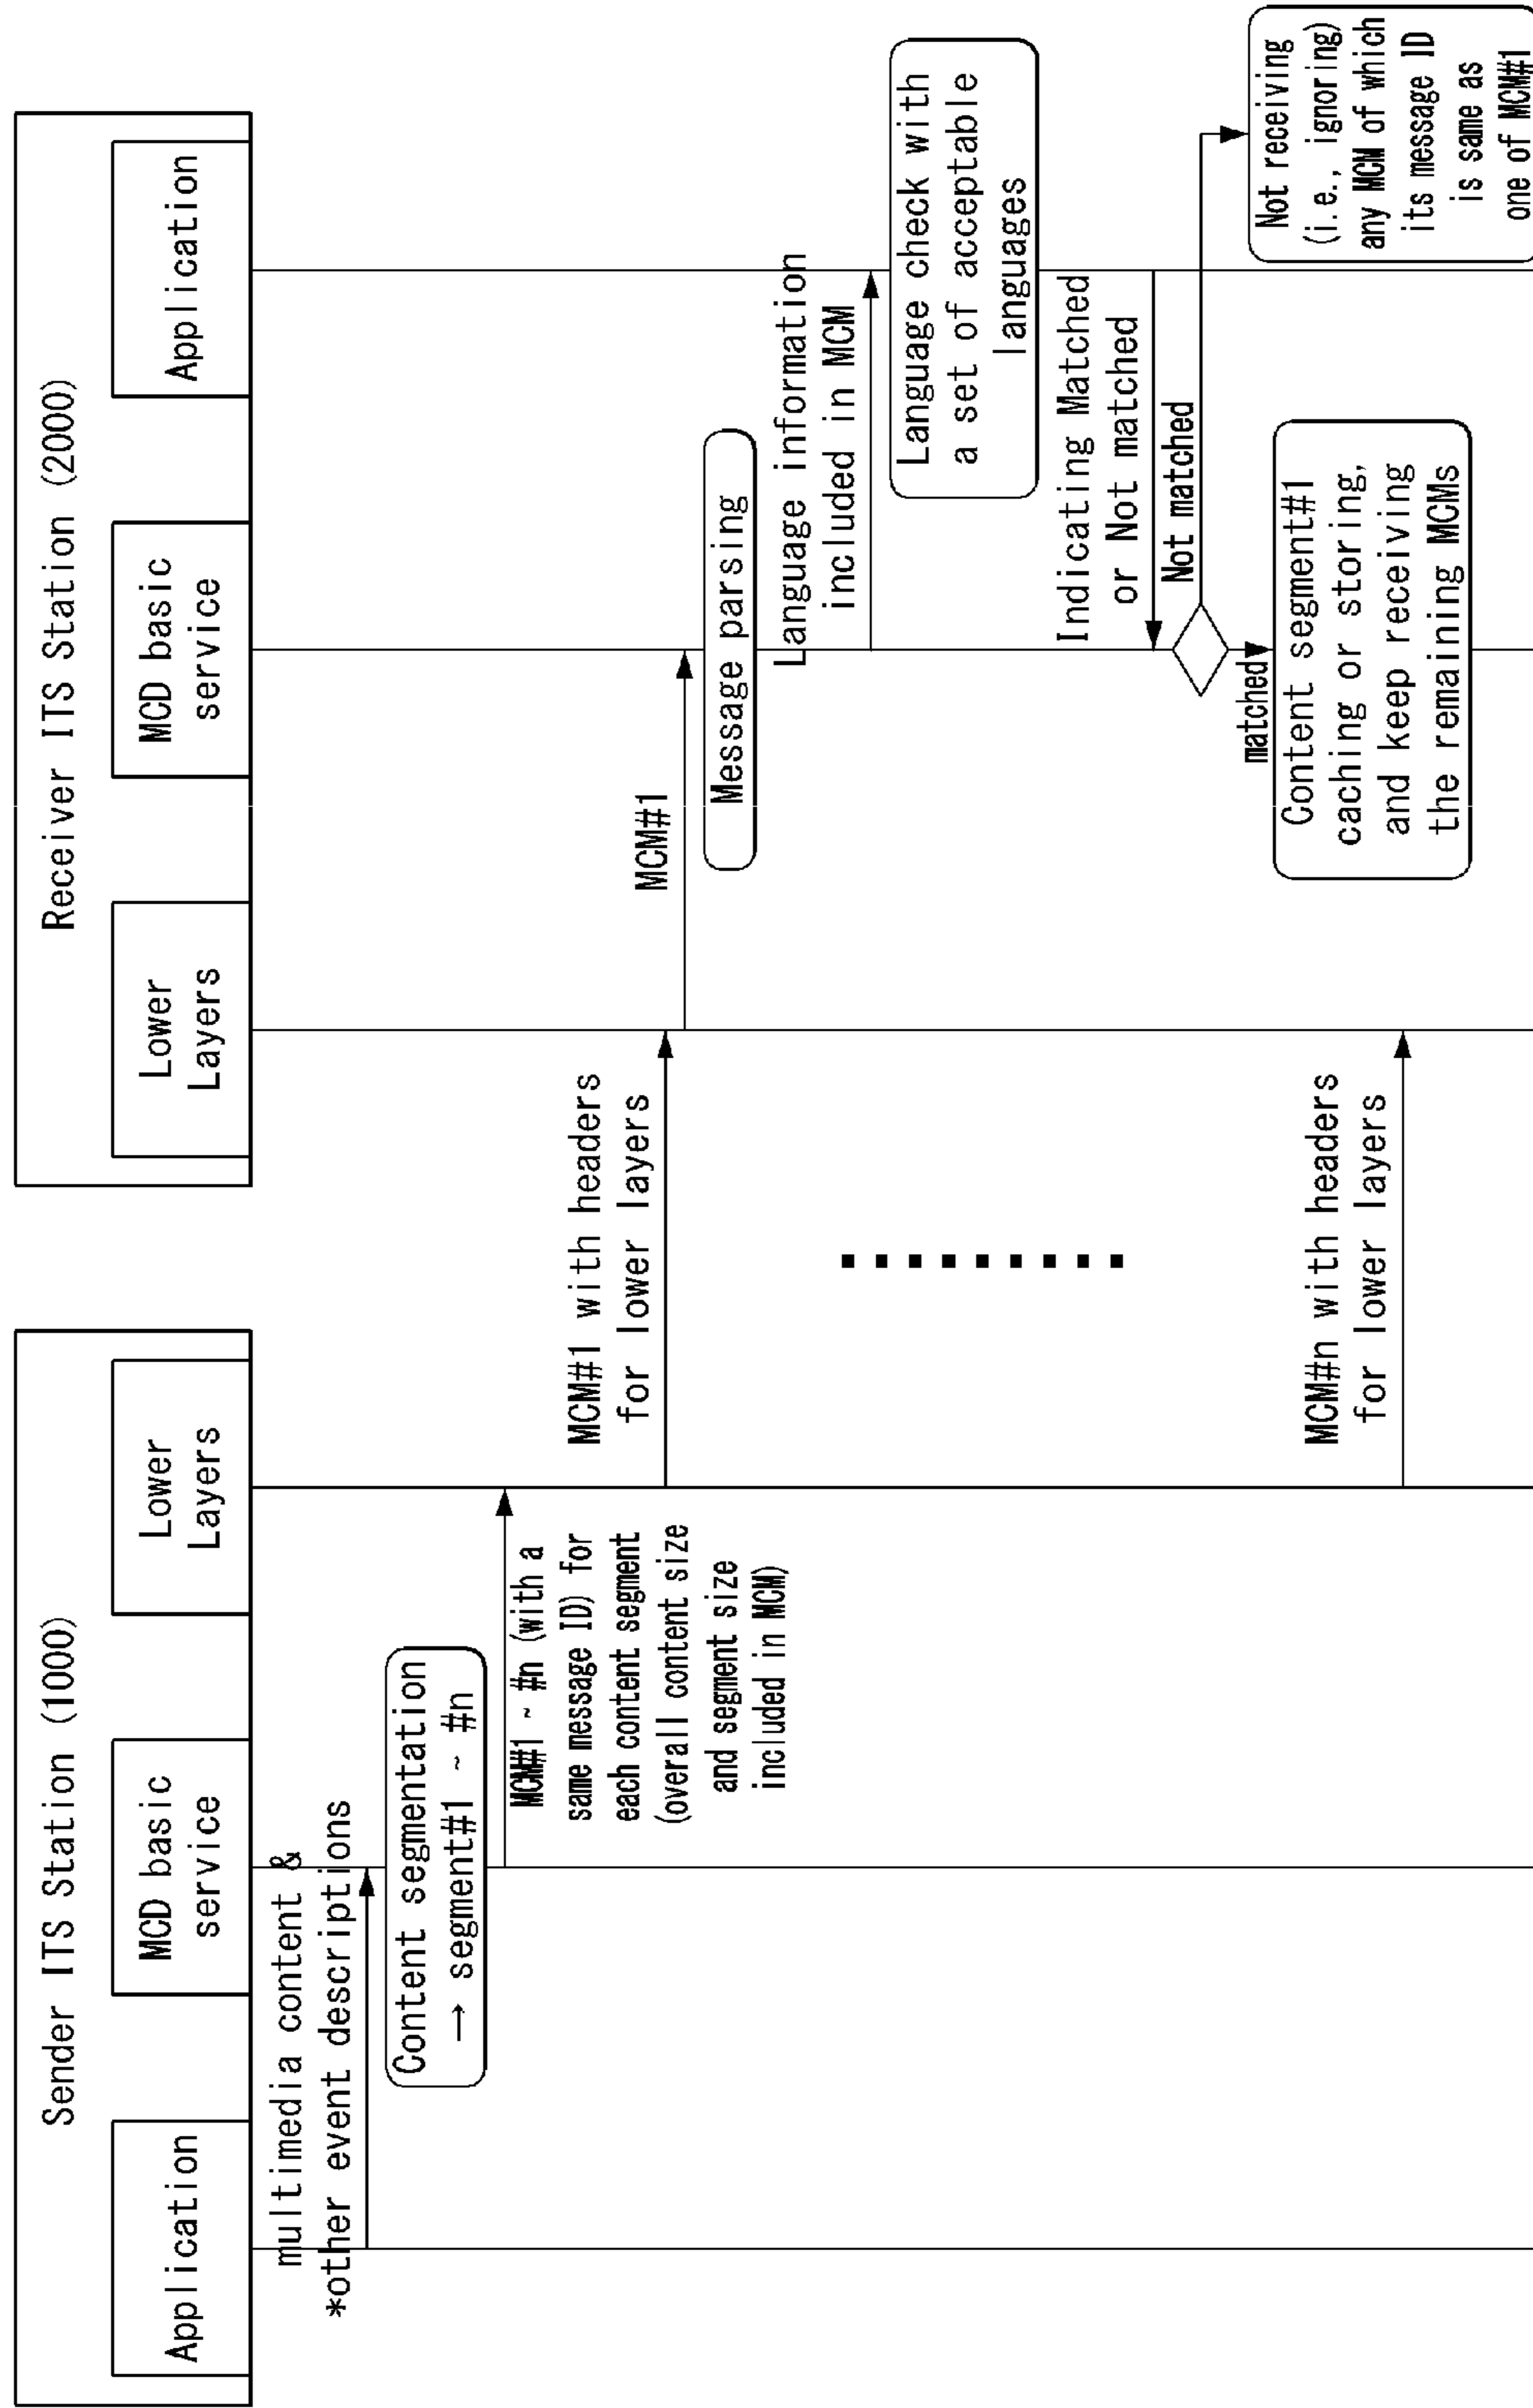 Sender ITS Station (1000)
Application
MCD basic
service
Lower
Layers
Receiver ITS Station (2000)
Lower
Layers
MCD basic
service
Application
multimedia content &
*other event descriptions
Content segmentation
→ segment#1 ~ #n
MCM#1 ~ #n (with a
same message ID) for
each content segment
(overall content size
and segment size
included in MCM)
MCM#1 with headers
for lower layers
MCM#1
Message parsing
Language information
included in MCM
Language check with
a set of acceptable
languages
Indicating Matched
or Not matched
Not matched
matched
Not receiving
(i.e., ignoring)
any MCM of which
its message ID
is same as
one of MCM#1
Content segment#1
caching or storing,
and keep receiving
the remaining MCMs
MCM#n with headers
for lower layers